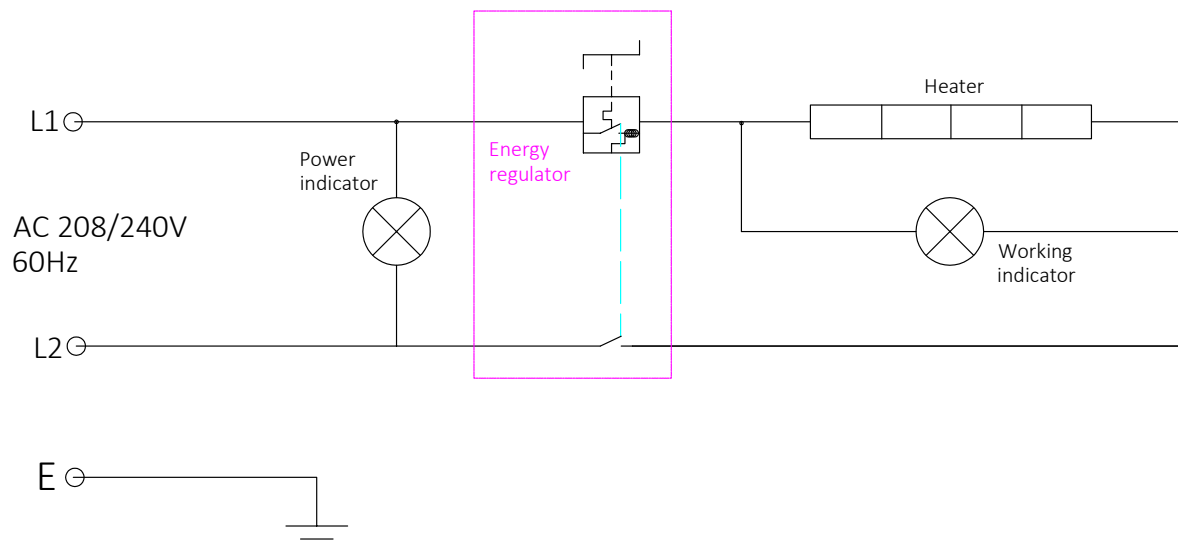 Heater
L1
Energy
regulator
Power
indicator
AC 208/240V
60Hz
Working
indicator
L2
E